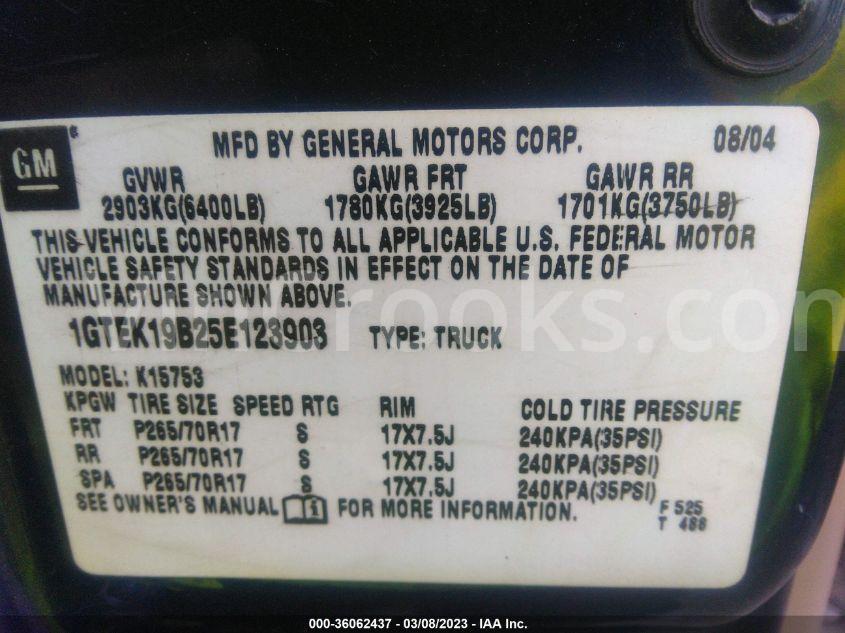 GM
MFD BY GENERAL MOTORS CORP. 08/04
GVWR GAWR FRT GAWR RR
2903KG(6400LB) 1780KG(3925LB) 1701KG(3750LB)
THIS VEHICLE CONFORMS TO ALL APPLICABLE U.S. FEDERAL MOTOR
VEHICLE SAFETY STANDARDS IN EFFECT ON THE DATE OF
MANUFACTURE SHOWN ABOVE.
1GTEK19B25E123903 TYPE: TRUCK
MODEL: K15753
KPGW TIRE SIZE SPEED RTG RIM COLD TIRE PRESSURE
FRT P265/70R17 S 17X7.5J 240KPA(35PSI)
RR P265/70R17 S 17X7.5J 240KPA(35PSI)
SPA P265/70R17 S 17X7.5J 240KPA(35PSI)
SEE OWNER'S MANUAL i FOR MORE INFORMATION.
F 525
T 486
000-36062437 - 03/08/2023 - IAA Inc.